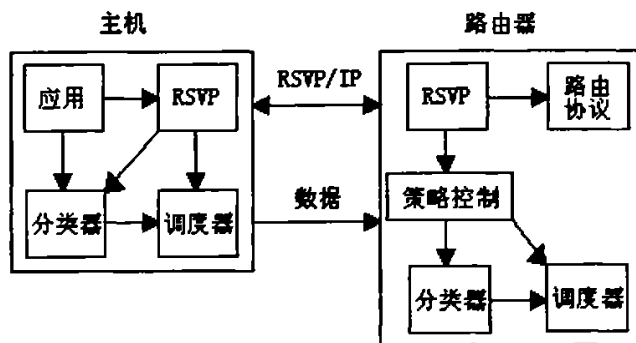 主机
路由器
应用
RSVP
RSVP/IP
RSVP
路由
协议
分类器
调度器
数据
策略控制
分类器
调度器